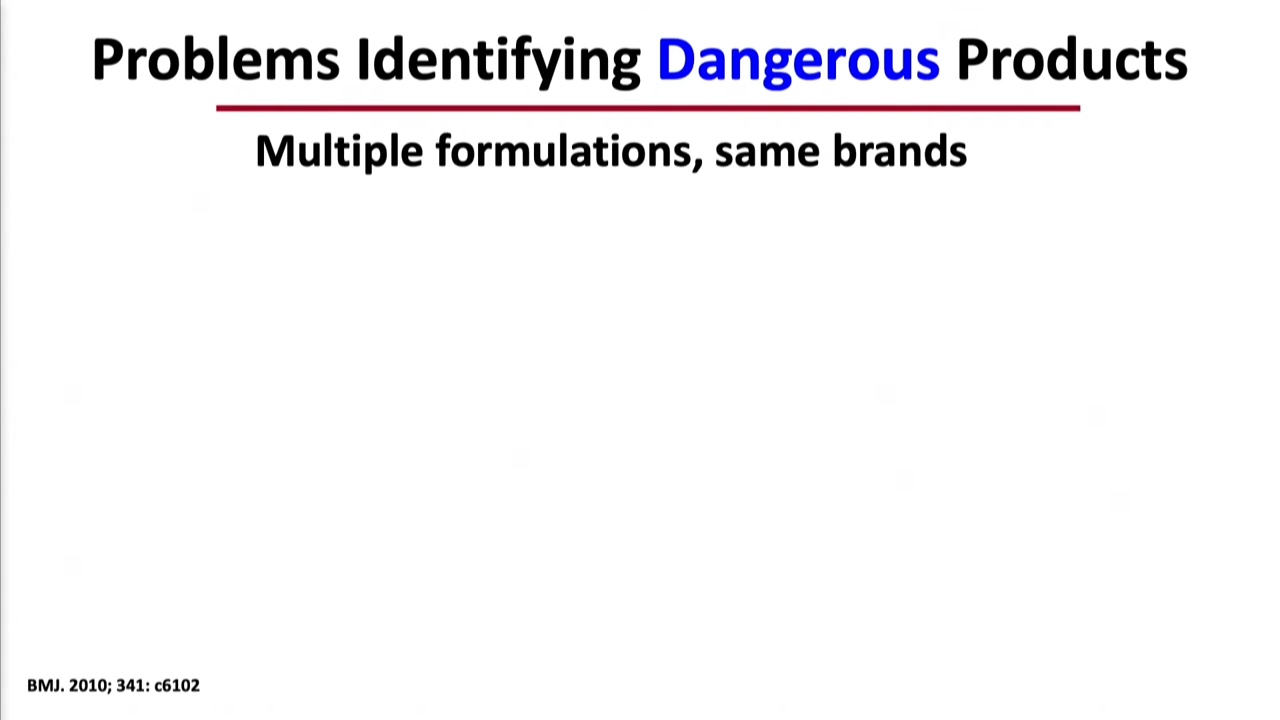 Problems Identifying Dangerous Products
Multiple formulations, same brands
BMJ. 2010; 341: c6102